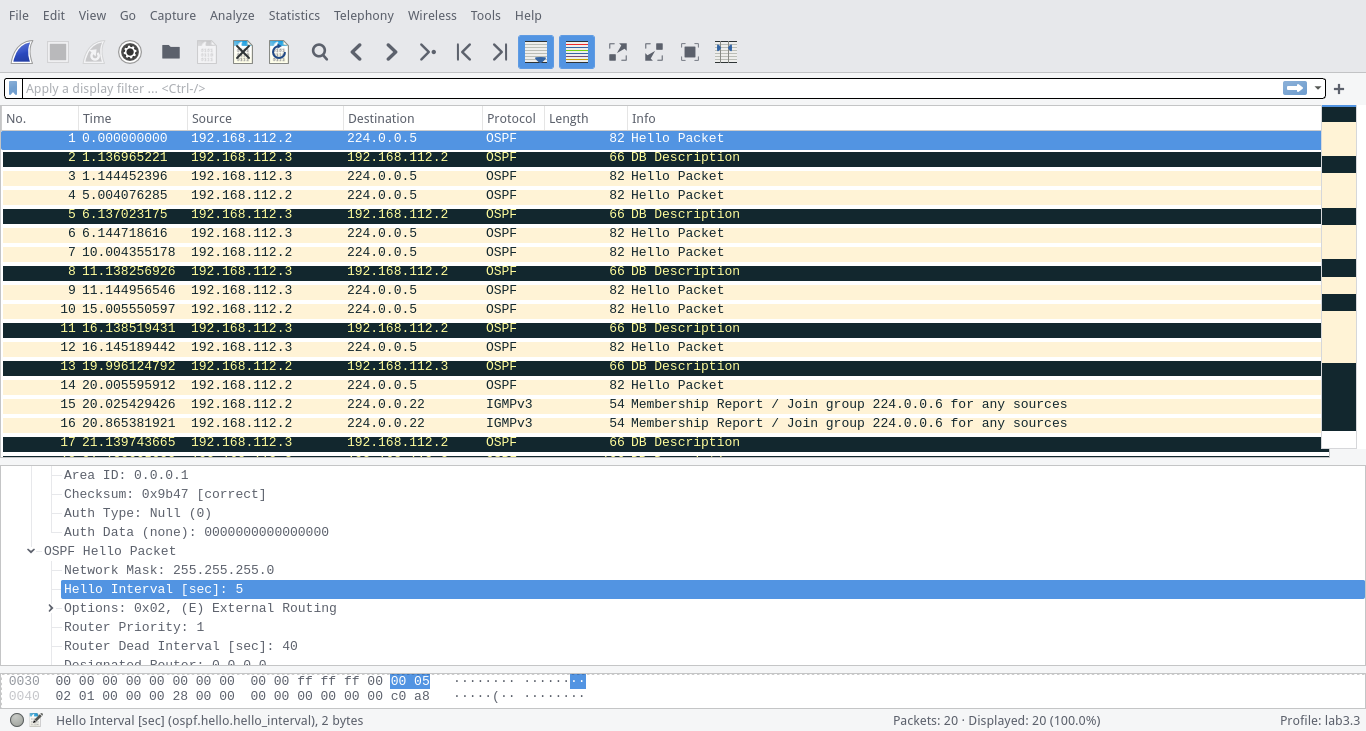 File Edit View Go Capture Analyze Statistics Telephony Wireless Tools Help
Apply a display filter ... <Ctrl-/>
No. Time Source Destination Protocol Length Info
1 0.000000000 192.168.112.2 224.0.0.5 OSPF 82 Hello Packet
2 1.136965221 192.168.112.3 192.168.112.2 OSPF 66 DB Description
3 1.144452396 192.168.112.3 224.0.0.5 OSPF 82 Hello Packet
4 5.004076285 192.168.112.2 224.0.0.5 OSPF 82 Hello Packet
5 6.137023175 192.168.112.3 192.168.112.2 OSPF 66 DB Description
6 6.144718616 192.168.112.3 224.0.0.5 OSPF 82 Hello Packet
7 10.004355178 192.168.112.2 224.0.0.5 OSPF 82 Hello Packet
8 11.138256926 192.168.112.3 192.168.112.2 OSPF 66 DB Description
9 11.144956546 192.168.112.3 224.0.0.5 OSPF 82 Hello Packet
10 15.005550597 192.168.112.2 224.0.0.5 OSPF 82 Hello Packet
11 16.138519431 192.168.112.3 192.168.112.2 OSPF 66 DB Description
12 16.145189442 192.168.112.3 224.0.0.5 OSPF 82 Hello Packet
13 19.996124792 192.168.112.2 192.168.112.3 OSPF 66 DB Description
14 20.005595912 192.168.112.2 224.0.0.5 OSPF 82 Hello Packet
15 20.025429426 192.168.112.2 224.0.0.22 IGMPv3 54 Membership Report / Join group 224.0.0.6 for any sources
16 20.865381921 192.168.112.2 224.0.0.22 IGMPv3 54 Membership Report / Join group 224.0.0.6 for any sources
17 21.139743665 192.168.112.3 192.168.112.2 OSPF 66 DB Description
Area ID: 0.0.0.1
Checksum: 0x9b47 [correct]
Auth Type: Null (0)
Auth Data (none): 0000000000000000
OSPF Hello Packet
Network Mask: 255.255.255.0
Hello Interval [sec]: 5
Options: 0x02, (E) External Routing
Router Priority: 1
Router Dead Interval [sec]: 40
Designated Router: 0.0.0.0
0030 00 00 00 00 00 00 00 00 00 00 ff ff ff 00 00 05 ········ ········
0040 02 01 00 00 00 28 00 00 00 00 00 00 00 00 c0 a8 ·····(·· ········
Hello Interval [sec] (ospf.hello.hello_interval), 2 bytes Packets: 20 · Displayed: 20 (100.0%) Profile: lab3.3